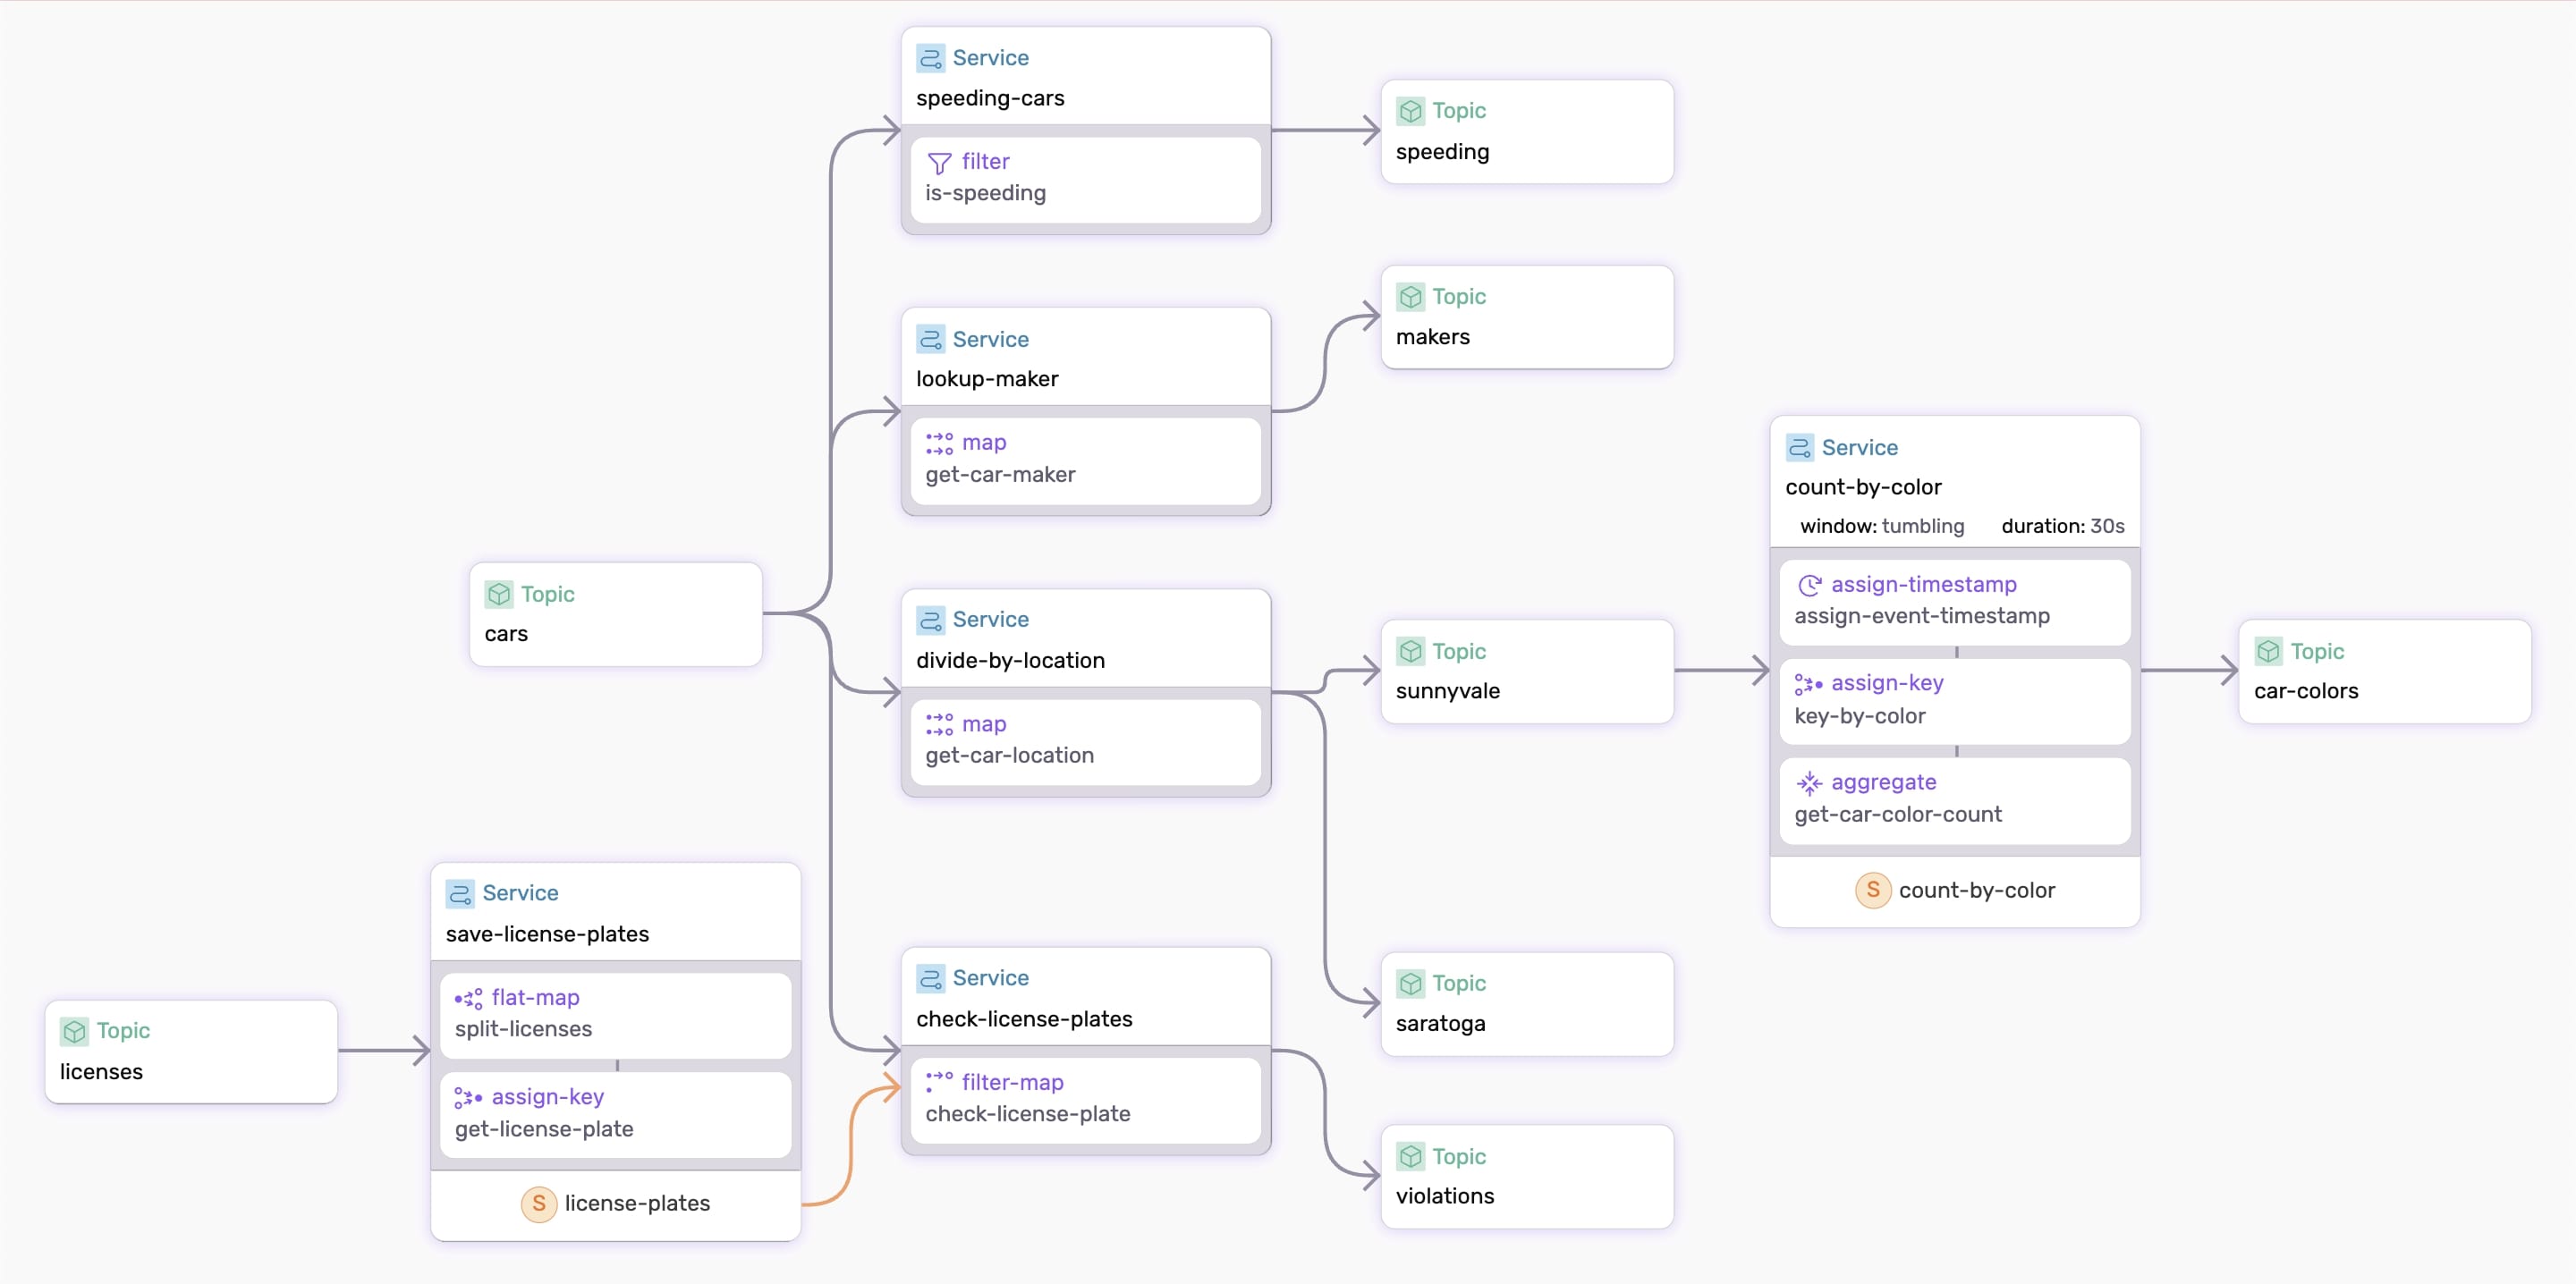 Service
speeding-cars
filter
is-speeding
Topic
speeding
Service
lookup-maker
map
get-car-maker
Topic
makers
Topic
cars
Service
divide-by-location
map
get-car-location
Topic
sunnyvale
Service
count-by-color
window: tumbling duration: 30s
assign-timestamp
assign-event-timestamp
assign-key
key-by-color
aggregate
get-car-color-count
S count-by-color
Topic
car-colors
Topic
licenses
Service
save-license-plates
flat-map
split-licenses
assign-key
get-license-plate
S license-plates
Service
check-license-plates
filter-map
check-license-plate
Topic
saratoga
Topic
violations